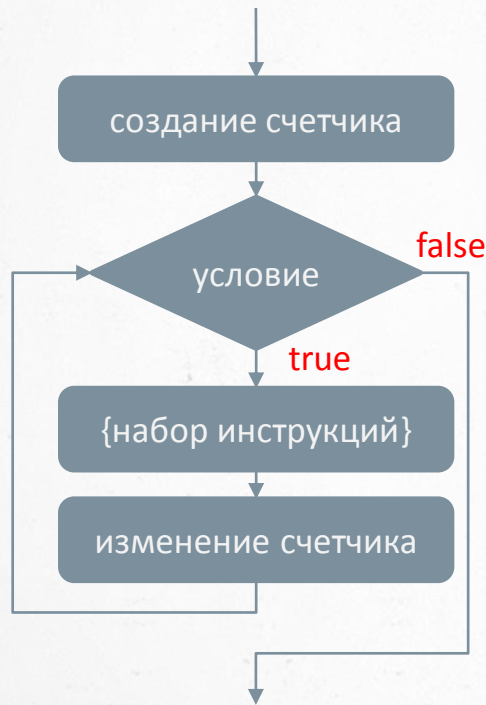 создание счетчика
false
условие
true
{набор инструкций}
изменение счетчика